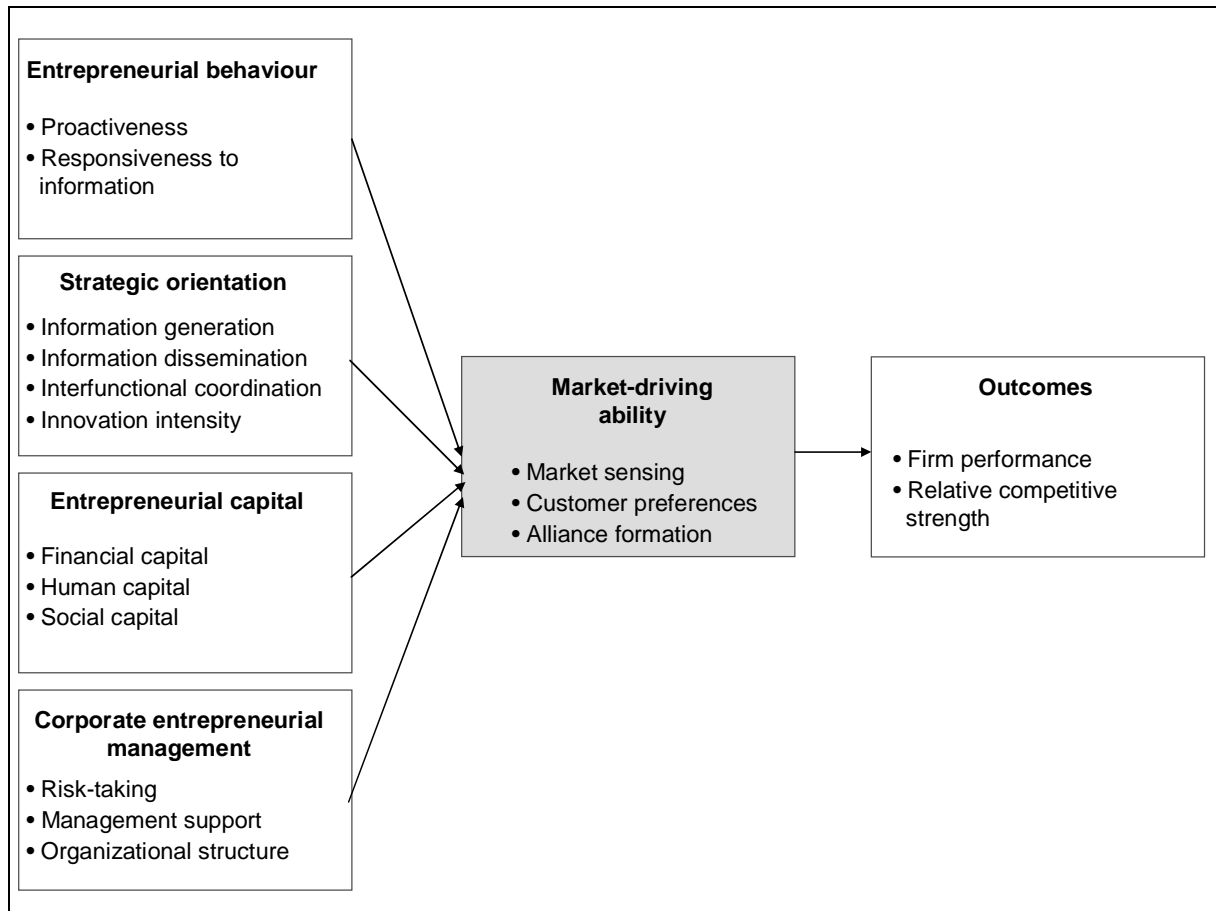 Entrepreneurial behaviour
• Proactiveness
• Responsiveness to
information
Strategic orientation
• Information generation
• Information dissemination
• Interfunctional coordination
• Innovation intensity
Entrepreneurial capital
• Financial capital
• Human capital
• Social capital
Corporate entrepreneurial
management
• Risk-taking
• Management support
• Organizational structure
Market-driving
ability
• Market sensing
• Customer preferences
• Alliance formation
Outcomes
• Firm performance
• Relative competitive
strength